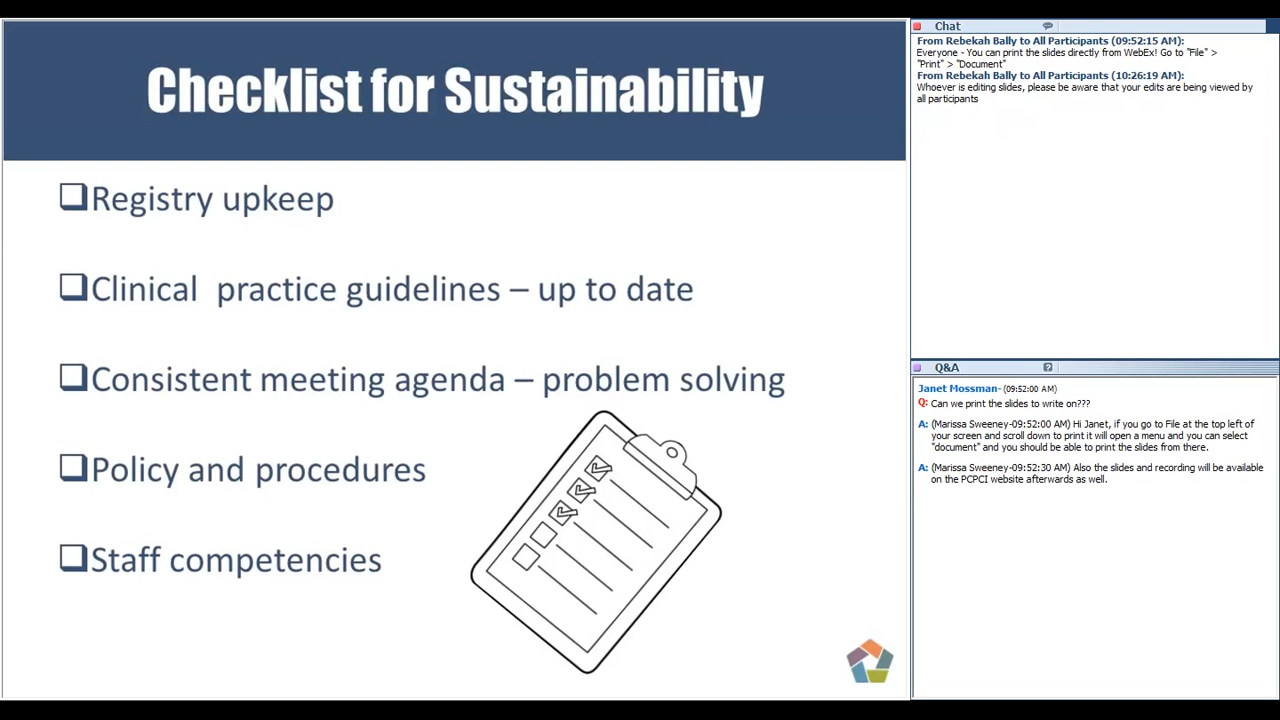 Checklist for Sustainability
Registry upkeep
Clinical practice guidelines – up to date
Consistent meeting agenda – problem solving
Policy and procedures
Staff competencies
Chat
From Rebekah Bally to All Participants (09:52:15 AM):
Everyone - You can print the slides directly from WebEx! Go to "File" >
"Print" > "Document"
From Rebekah Bally to All Participants (10:26:19 AM):
Whoever is editing slides, please be aware that your edits are being viewed by
all participants
Q&A
Janet Mossman- (09:52:00 AM)
Q: Can we print the slides to write on???
A: (Marissa Sweeney-09:52:00 AM) Hi Janet, if you go to File at the top left of
your screen and scroll down to print it will open a menu and you can select
"document" and you should be able to print the slides from there.
A: (Marissa Sweeney-09:52:30 AM) Also the slides and recording will be available
on the PCPCI website afterwards as well.